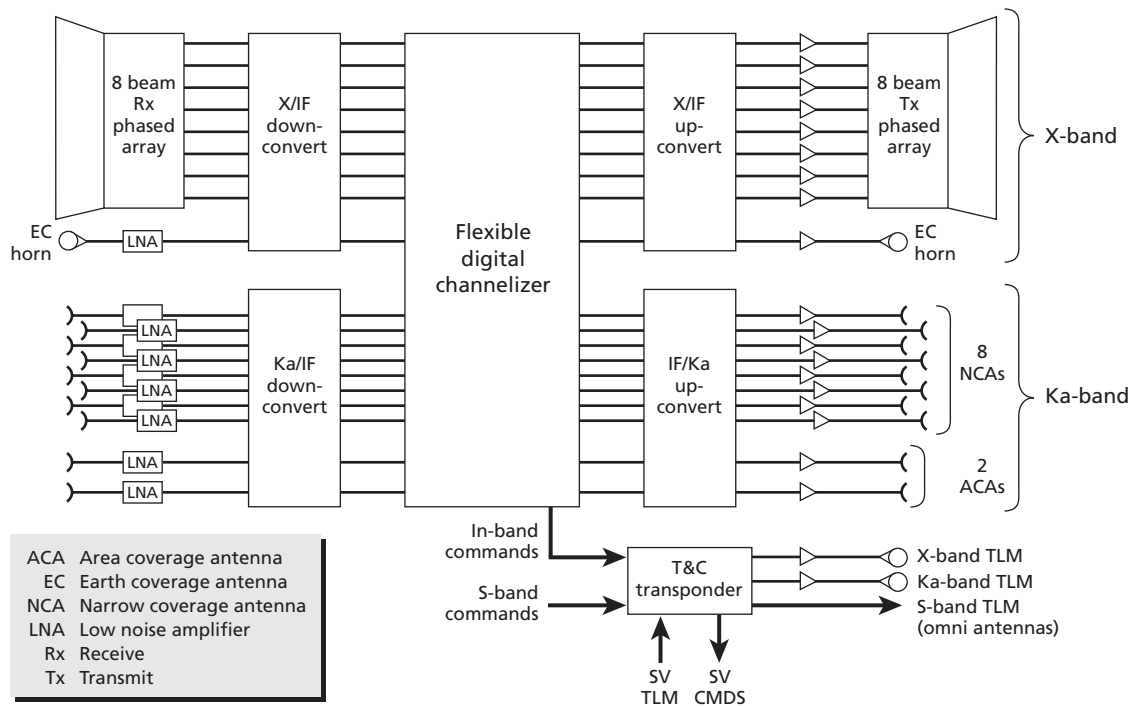 8 beam
Rx
phased
array
X/IF
down-
convert
Flexible
digital
channelizer
X/IF
up-
convert
8 beam
Tx
phased
array
X-band
EC
horn
LNA
EC
horn
LNA
LNA
LNA
LNA
Ka/IF
down-
convert
IF/Ka
up-
convert
8
NCAs
Ka-band
LNA
LNA
2
ACAs
In-band
commands
S-band
commands
T&C
transponder
X-band TLM
Ka-band TLM
S-band TLM
(omni antennas)
SV
TLM
SV
CMDS
ACA Area coverage antenna
EC Earth coverage antenna
NCA Narrow coverage antenna
LNA Low noise amplifier
Rx Receive
Tx Transmit